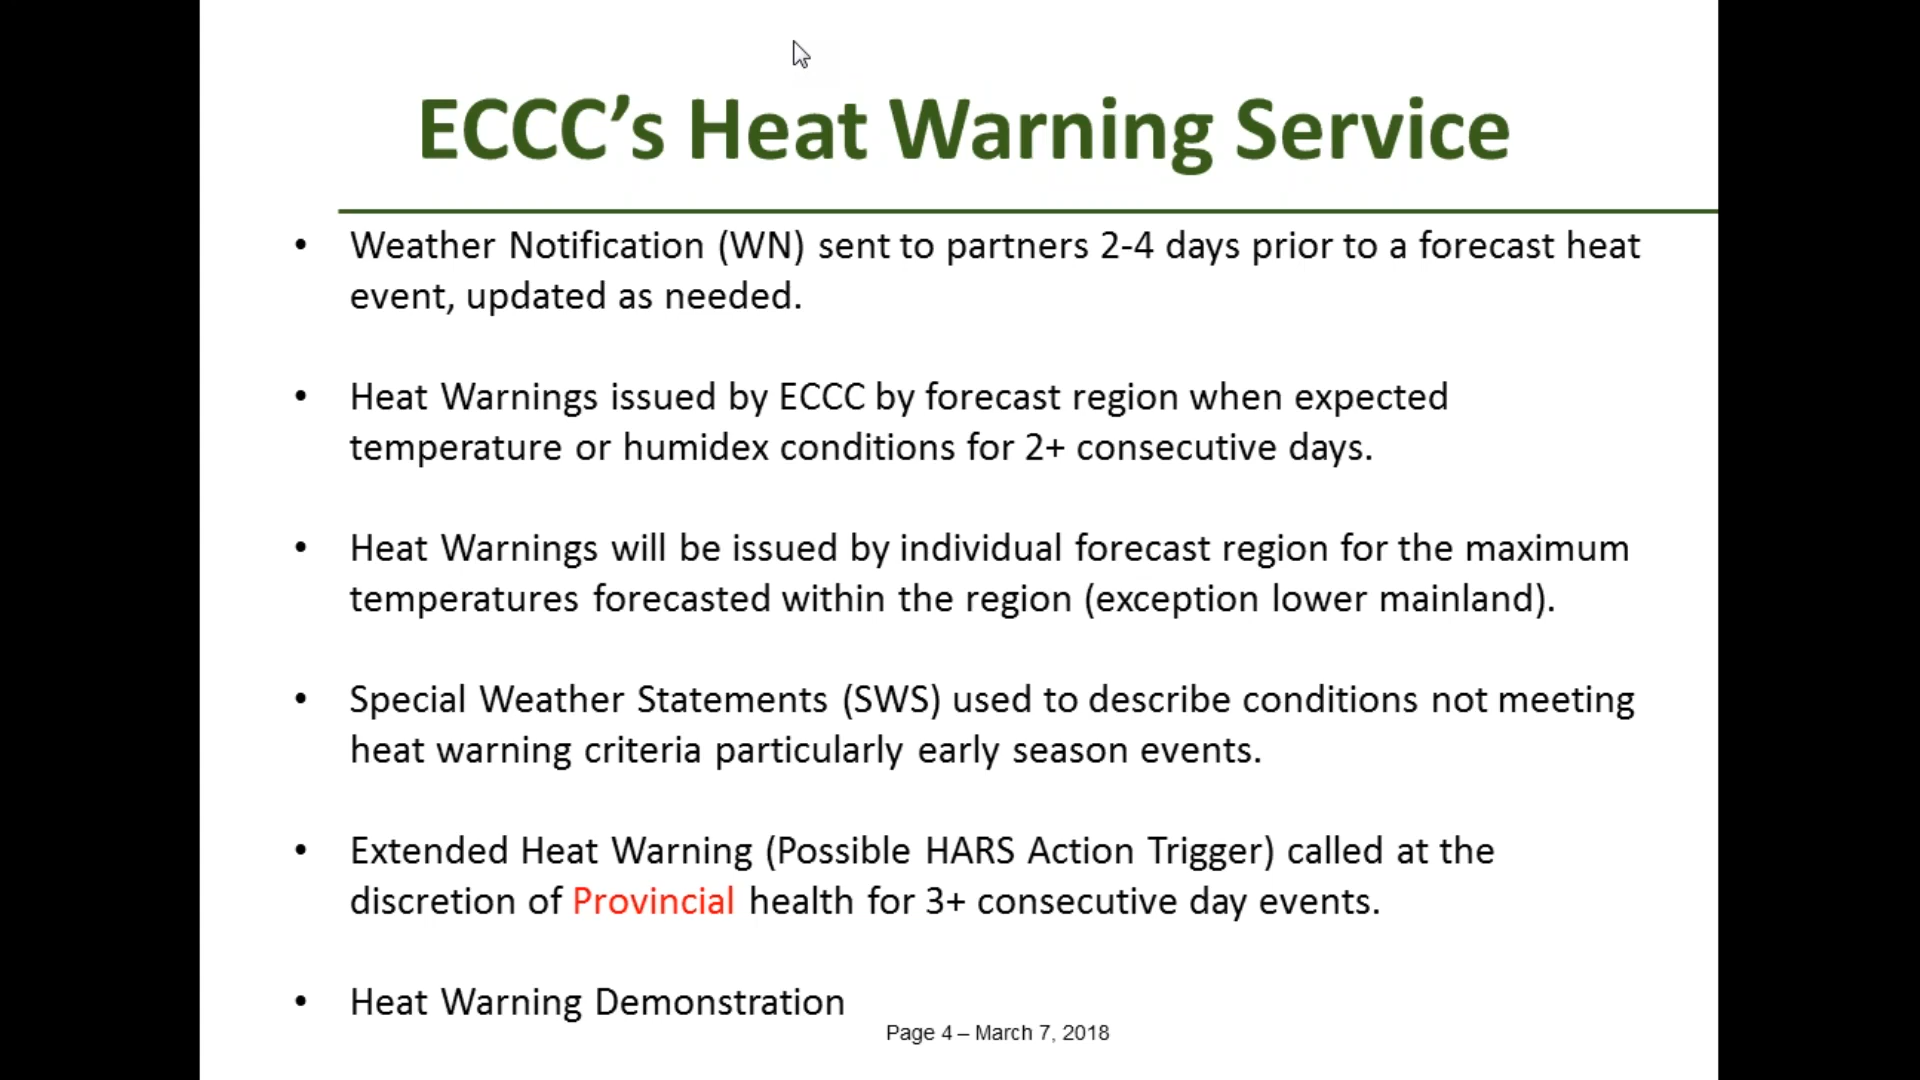 ECCC’s Heat Warning Service
• Weather Notification (WN) sent to partners 2-4 days prior to a forecast heat
event, updated as needed.
• Heat Warnings issued by ECCC by forecast region when expected
temperature or humidex conditions for 2+ consecutive days.
• Heat Warnings will be issued by individual forecast region for the maximum
temperatures forecasted within the region (exception lower mainland).
• Special Weather Statements (SWS) used to describe conditions not meeting
heat warning criteria particularly early season events.
• Extended Heat Warning (Possible HARS Action Trigger) called at the
discretion of Provincial health for 3+ consecutive day events.
• Heat Warning Demonstration
Page 4 – March 7, 2018